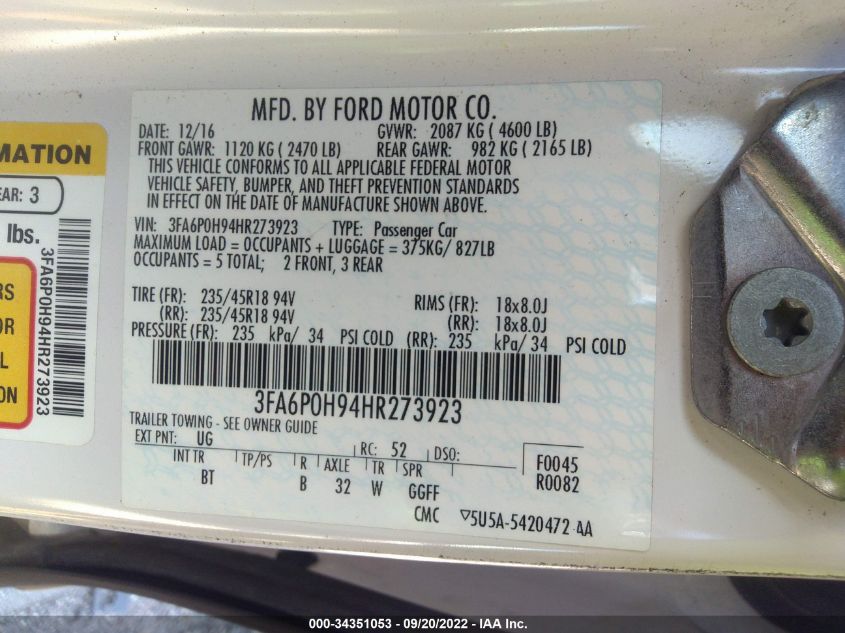 MATION
EAR: 3
lbs.
3FA6P0H94HR273923
RS
OR
L
ON
MFD. BY FORD MOTOR CO.
DATE: 12/16 GVWR: 2087 KG ( 4600 LB)
FRONT GAWR: 1120 KG ( 2470 LB) REAR GAWR: 982 KG ( 2165 LB)
THIS VEHICLE CONFORMS TO ALL APPLICABLE FEDERAL MOTOR
VEHICLE SAFETY, BUMPER, AND THEFT PREVENTION STANDARDS
IN EFFECT ON THE DATE OF MANUFACTURE SHOWN ABOVE.
VIN: 3FA6P0H94HR273923 TYPE: Passenger Car
MAXIMUM LOAD = OCCUPANTS + LUGGAGE = 375KG/ 827LB
OCCUPANTS = 5 TOTAL; 2 FRONT, 3 REAR
TIRE (FR): 235/45R18 94V RIMS (FR): 18x8.0J
(RR): 235/45R18 94V (RR): 18x8.0J
PRESSURE (FR): 235 kPa/ 34 PSI COLD (RR): 235 kPa/ 34 PSI COLD
3FA6P0H94HR273923
TRAILER TOWING - SEE OWNER GUIDE
EXT PNT: UG RC: 52 DSO: F0045
INT TR TP/PS R AXLE TR SPR R0082
BT B 32 W GGFF
CMC ▽5U5A-5420472-AA
000-34351053 - 09/20/2022 - IAA Inc.